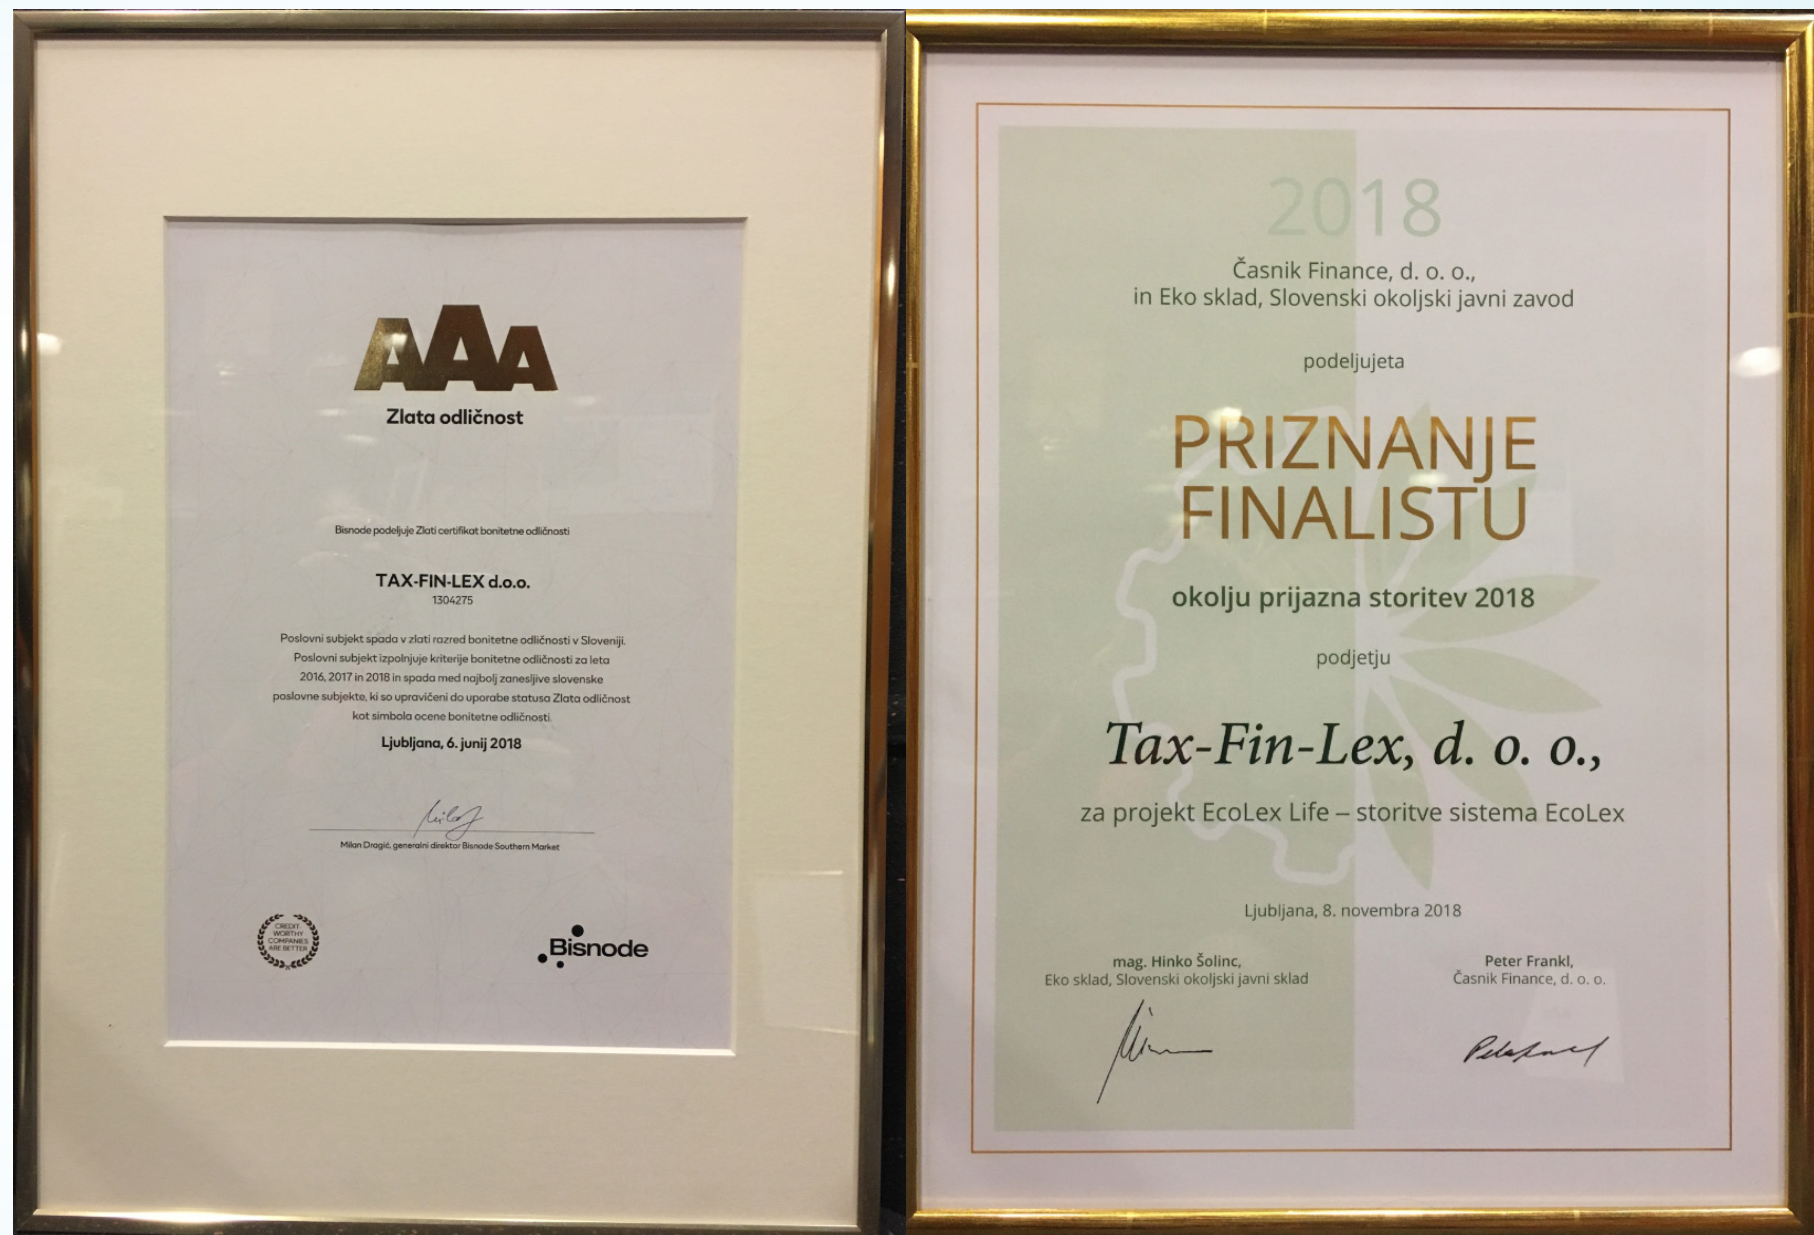 AAA
Zlata odličnost
Bisnode podeljuje Zlati certifikat bonitetne odličnosti
TAX-FIN-LEX d.o.o.
1304275
Poslovni subjekt spada v zlati razred bonitetne odličnosti v Sloveniji.
Poslovni subjekt izpolnjuje kriterije bonitetne odličnosti za leta
2016, 2017 in 2018 in spada med najbolj zanesljive slovenske
poslovne subjekte, ki so upravičeni do uporabe statusa Zlata odličnost
kot simbola ocene bonitetne odličnosti.
Ljubljana, 6. junij 2018
Milan Dragić, generalni direktor Bisnode Southern Market
CREDIT
WORTHY
COMPANIES
ARE BETTER
Bisnode
2018
Časnik Finance, d. o. o.,
in Eko sklad, Slovenski okoljski javni zavod
podeljujeta
PRIZNANJE
FINALISTU
okolju prijazna storitev 2018
podjetju
Tax-Fin-Lex, d. o. o.,
za projekt EcoLex Life – storitve sistema EcoLex
Ljubljana, 8. novembra 2018
mag. Hinko Šolinc,
Eko sklad, Slovenski okoljski javni sklad
Peter Frankl,
Časnik Finance, d. o. o.